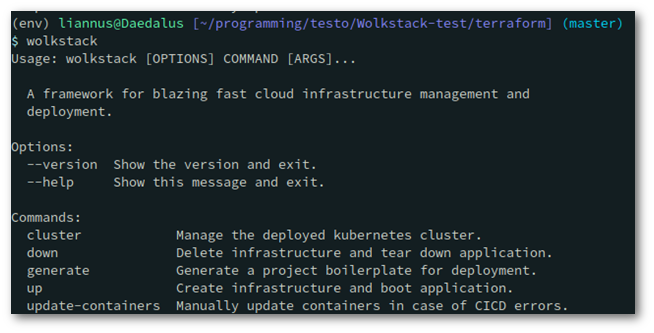 (env) liannus@Daedalus [~/programming/testo/Wolkstack-test/terraform] (master)
$ wolkstack
Usage: wolkstack [OPTIONS] COMMAND [ARGS]...
A framework for blazing fast cloud infrastructure management and
deployment.
Options:
--version  Show the version and exit.
--help     Show this message and exit.
Commands:
cluster            Manage the deployed kubernetes cluster.
down               Delete infrastructure and tear down application.
generate           Generate a project boilerplate for deployment.
up                 Create infrastructure and boot application.
update-containers  Manually update containers in case of CICD errors.